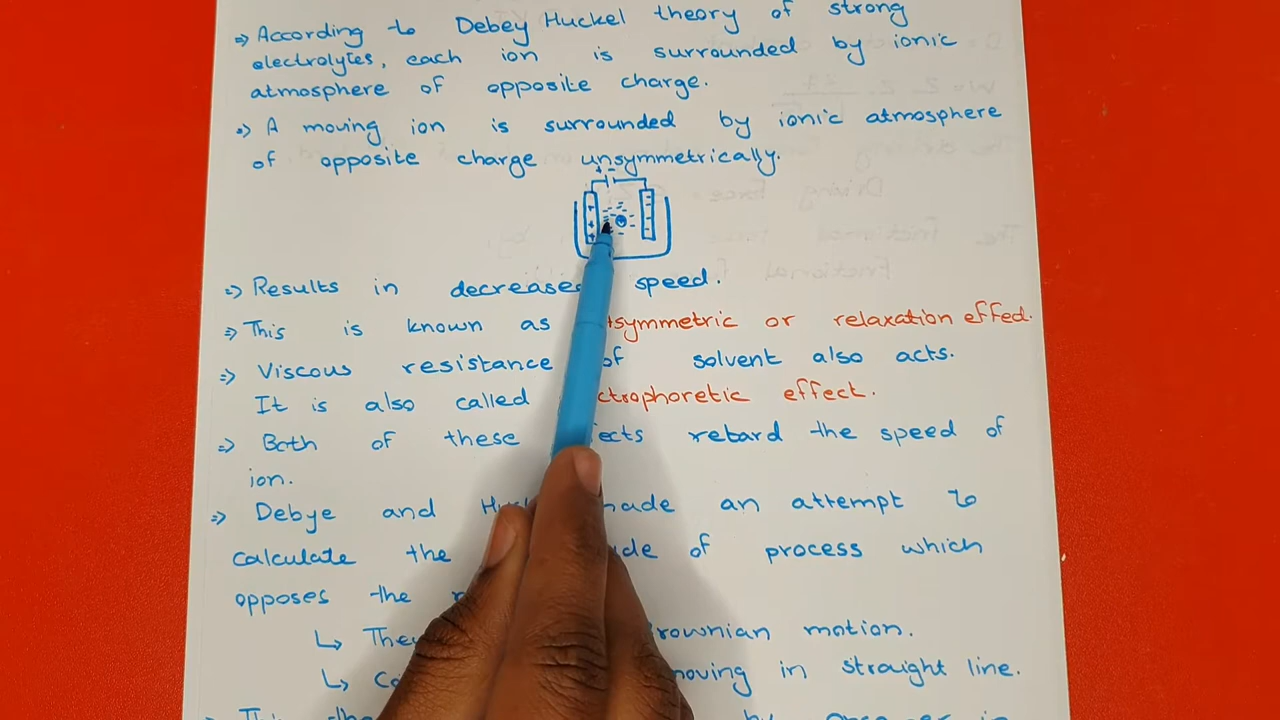 ⇒ According to Debey Huckel theory of strong
electrolytes, each ion is surrounded by ionic
atmosphere of opposite charge.
⇒ A moving ion is surrounded by ionic atmosphere
of opposite charge unsymmetrically.
⇒ Results in decreased speed.
⇒ This is known as symmetric or relaxation effed.
⇒ Viscous resistance of solvent also acts.
It is also called ctrophoretic effect.
⇒ Both of these ects retard the speed of
ion.
⇒ Debye and made an attempt to
calculate the of process which
opposes the
↳ They rownian motion.
↳ moving in straight line.